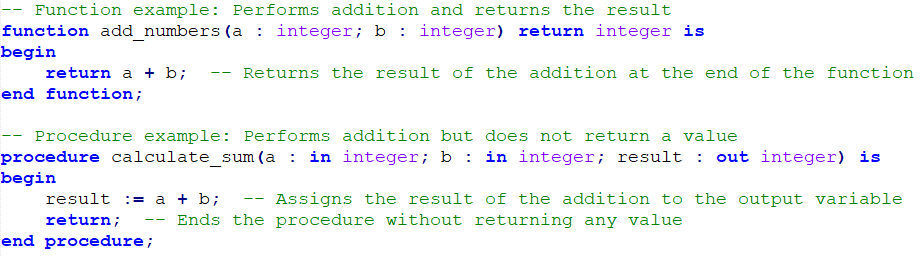 -- Function example: Performs addition and returns the result
function add_numbers(a : integer; b : integer) return integer is
begin
    return a + b;  -- Returns the result of the addition at the end of the function
end function;

-- Procedure example: Performs addition but does not return a value
procedure calculate_sum(a : in integer; b : in integer; result : out integer) is
begin
    result := a + b;  -- Assigns the result of the addition to the output variable
    return;  -- Ends the procedure without returning any value
end procedure;